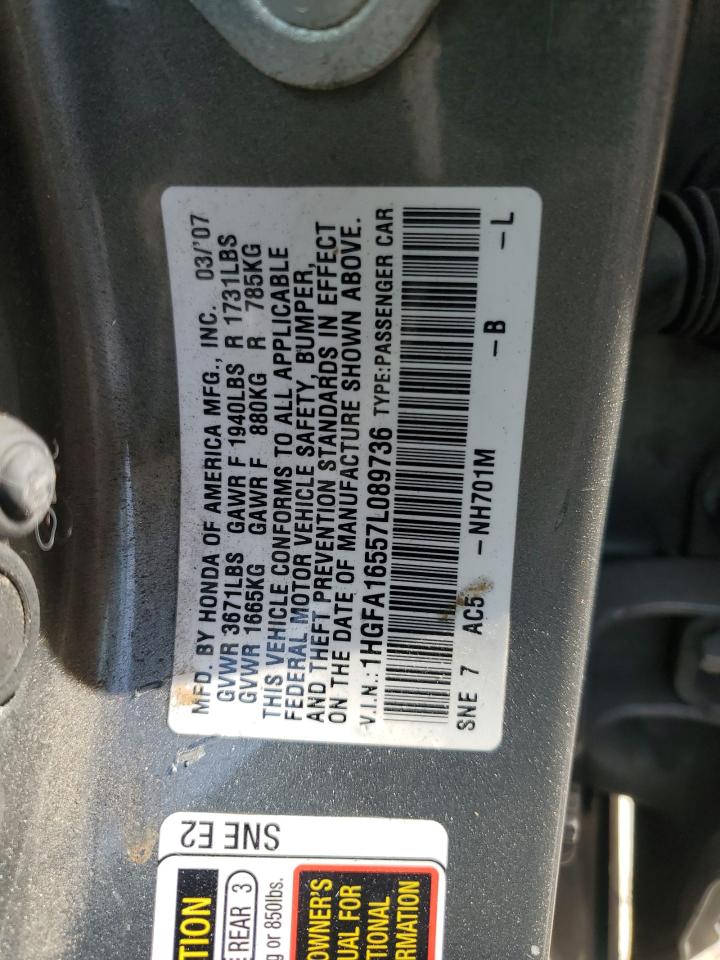 MFD. BY HONDA OF AMERICA MFG., INC. 03/'07
GVWR 3671LBS GAWR F 1940LBS R 1731LBS
GVWR 1665KG GAWR F 880KG R 785KG
THIS VEHICLE CONFORMS TO ALL APPLICABLE
FEDERAL MOTOR VEHICLE SAFETY, BUMPER,
AND THEFT PREVENTION STANDARDS IN EFFECT
ON THE DATE OF MANUFACTURE SHOWN ABOVE.
V.I.N.:1HGFA16557L089736 TYPE:PASSENGER CAR
SNE 7 AC5 -NH701M -B -L
SNE E2
TION
REAR 3
g or 850lbs.
OWNER'S
UAL FOR
TIONAL
RMATION